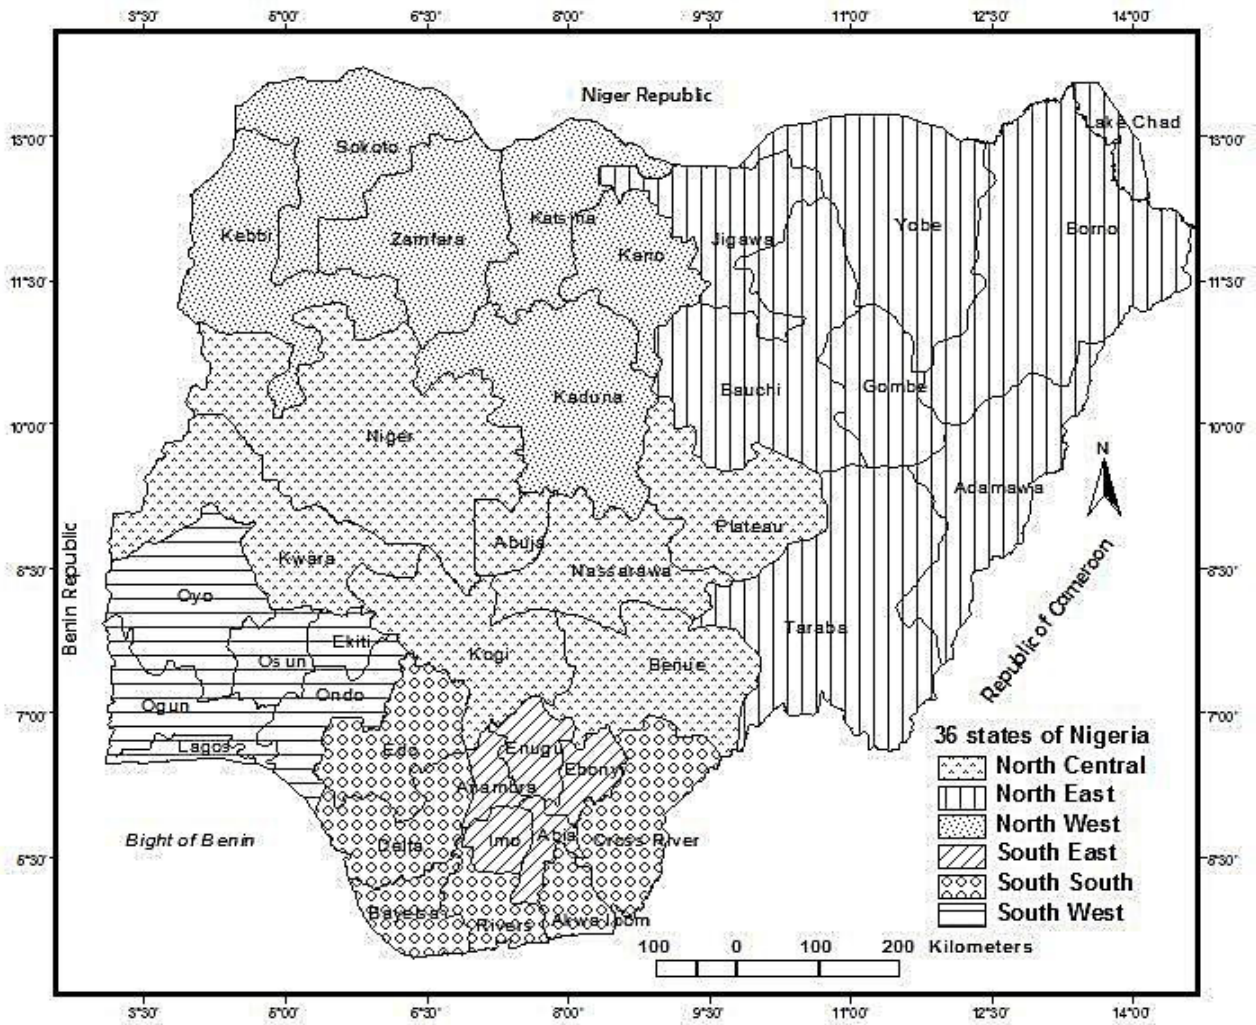 3°30' 5°00' 6°30' 8°00' 9°30' 11°00' 12°30' 14°00'
Niger Republic
Lake Chad
13°00' 13°00'
Sokoto
Katsina
Kebbi Zamfara Jigawa Yobe Borno
Kano
11°30' 11°30'
Bauchi Gombe
Kaduna
10°00' Niger 10°00'
N
Adamawa
Plateau
Abuja
Kwara
8°30' Nassarawa 8°30'
Benin Republic
Republic of Cameroon
Oyo
Taraba
Ekiti
Osun Kogi Benue
Ogun Ondo
7°00' 7°00'
Lagos Edo Enugu
Ebony
Anambra
Bight of Benin
Delta Imo Abia Cross River
Bayelsa Rivers Akwa Ibom
36 states of Nigeria
North Central
North East
North West
South East
South South
South West
100 0 100 200 Kilometers
3°30' 5°00' 6°30' 8°00' 9°30' 11°00' 12°30' 14°00'